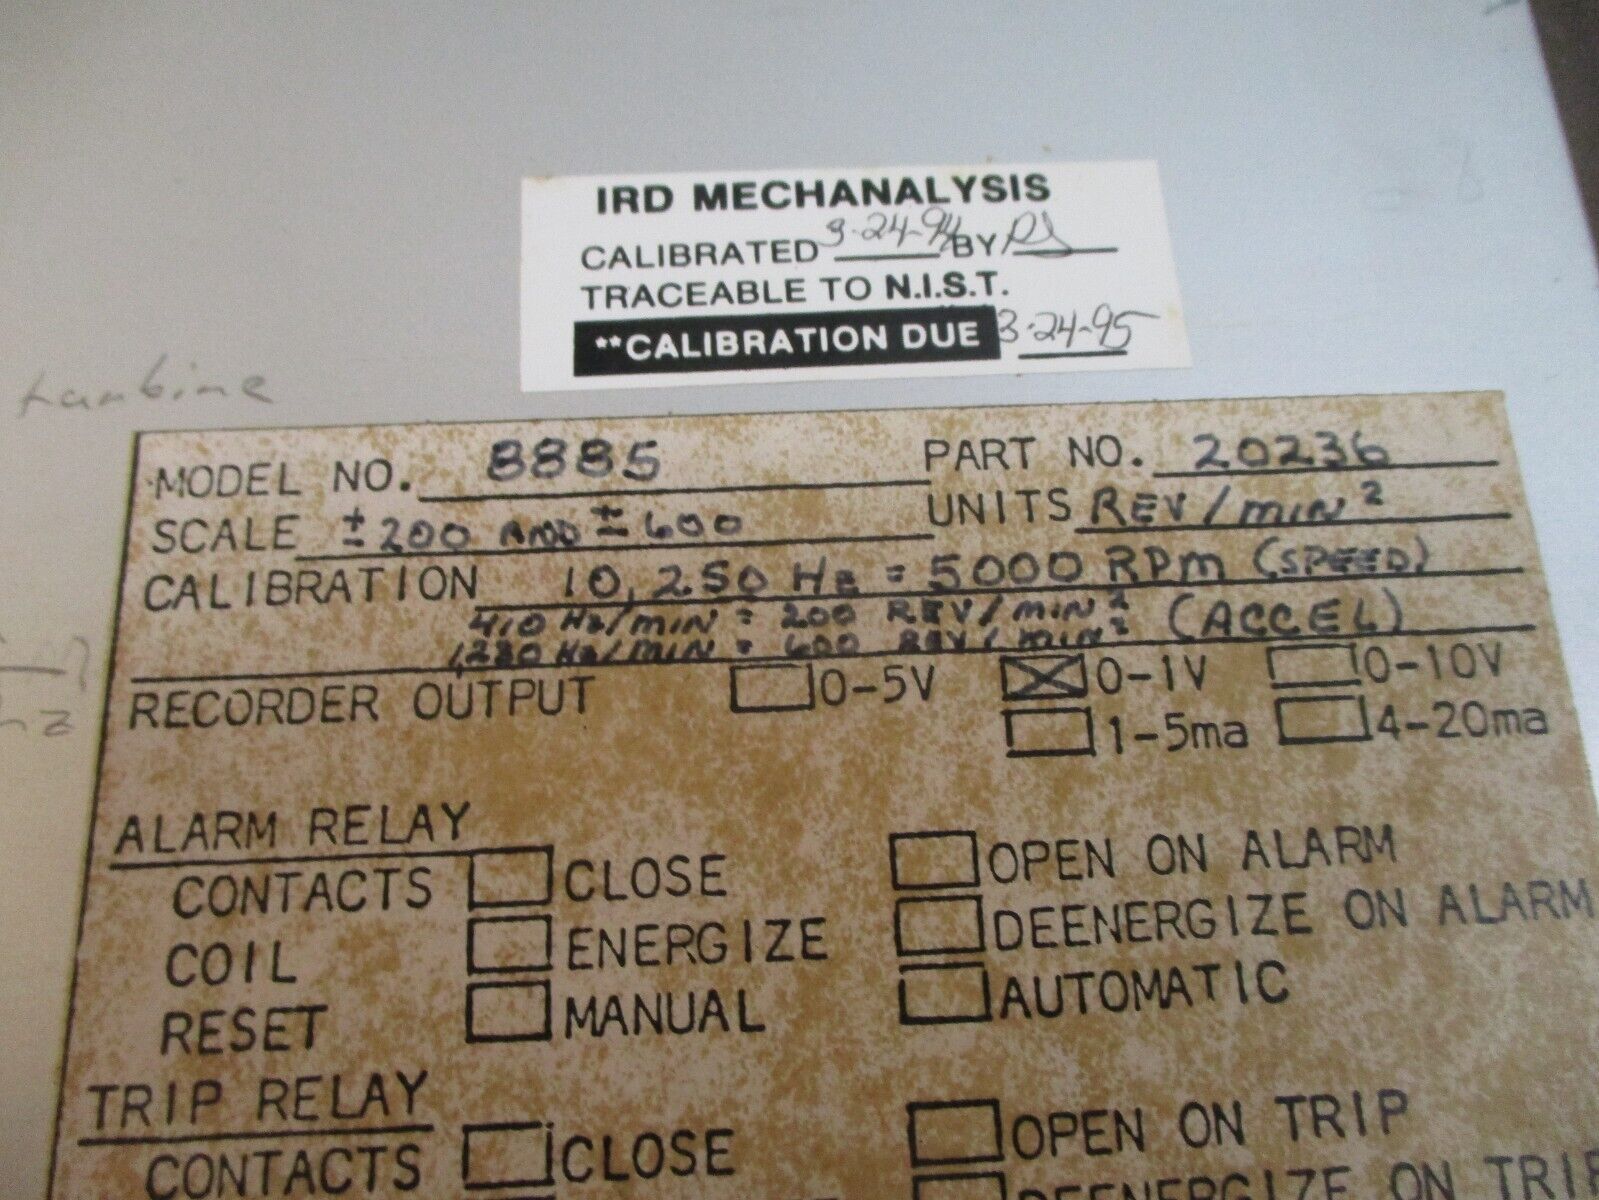 IRD MECHANALYSIS
CALIBRATED 3-24-94 BY
TRACEABLE TO N.I.S.T.
**CALIBRATION DUE 3-24-95
MODEL NO. 8885 PART NO. 20236
SCALE ±200 AND ±600 UNITS REV/MIN²
CALIBRATION 10,250 Hz = 5000 RPM (SPEED)
410 Hz/MIN = 200 REV/MIN² (ACCEL)
1,230 Hz/MIN = 600 REV/MIN²
RECORDER OUTPUT 0-5V 0-1V 0-10V
1-5ma 4-20ma
ALARM RELAY
CONTACTS CLOSE OPEN ON ALARM
COIL ENERGIZE DEENERGIZE ON ALARM
RESET MANUAL AUTOMATIC
TRIP RELAY
CONTACTS CLOSE OPEN ON TRIP
DEENERGIZE ON TRIP